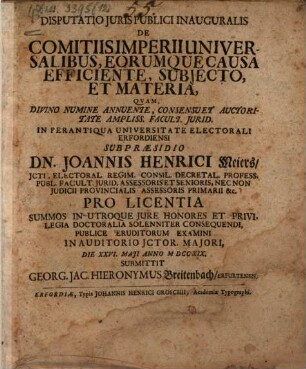 DISPUTATIO JURIS PUBLICI INAUGURALIS
DE
COMITIIS IMPERII UNIVER-
SALIBUS, EORUMQUE CAUSA
EFFICIENTE, SUBJECTO,
ET MATERIA,
QVAM,
DIVINO NUMINE ANNUENTE, CONSENSU ET AUCTORI-
TATE AMPLISS. FACULT. JURID.
IN PERANTIQUA UNIVERSITATE ELECTORALI
ERFORDIENSI
SUB PRÆSIDIO
DN. JOANNIS HENRICI Meiers/
JCTI, ELECTORAL. REGIM. CONSIL. DECRETAL. PROFESS.
PUBL. FACULT. JURID. ASSESSORIS ET SENIORIS, NEC NON
JUDICII PROVINCIALIS ASSESSORIS PRIMARII &c.
PRO LICENTIA
SUMMOS IN UTROQUE JURE HONORES ET PRIVI-
LEGIA DOCTORALIA SOLENNITER CONSEQUENDI,
PUBLICE ERUDITORUM EXAMINI
IN AUDITORIO JCTOR. MAJORI,
DIE XXVI. MAJI ANNO M DCCXIX.
SUBMITTIT
GEORG. JAC. HIERONYMUS Breitenbach/ ERFURTENSIS.
ERFORDIÆ, Typis JOHANNIS HENRICI GROSCHII, Academiæ Typographi.